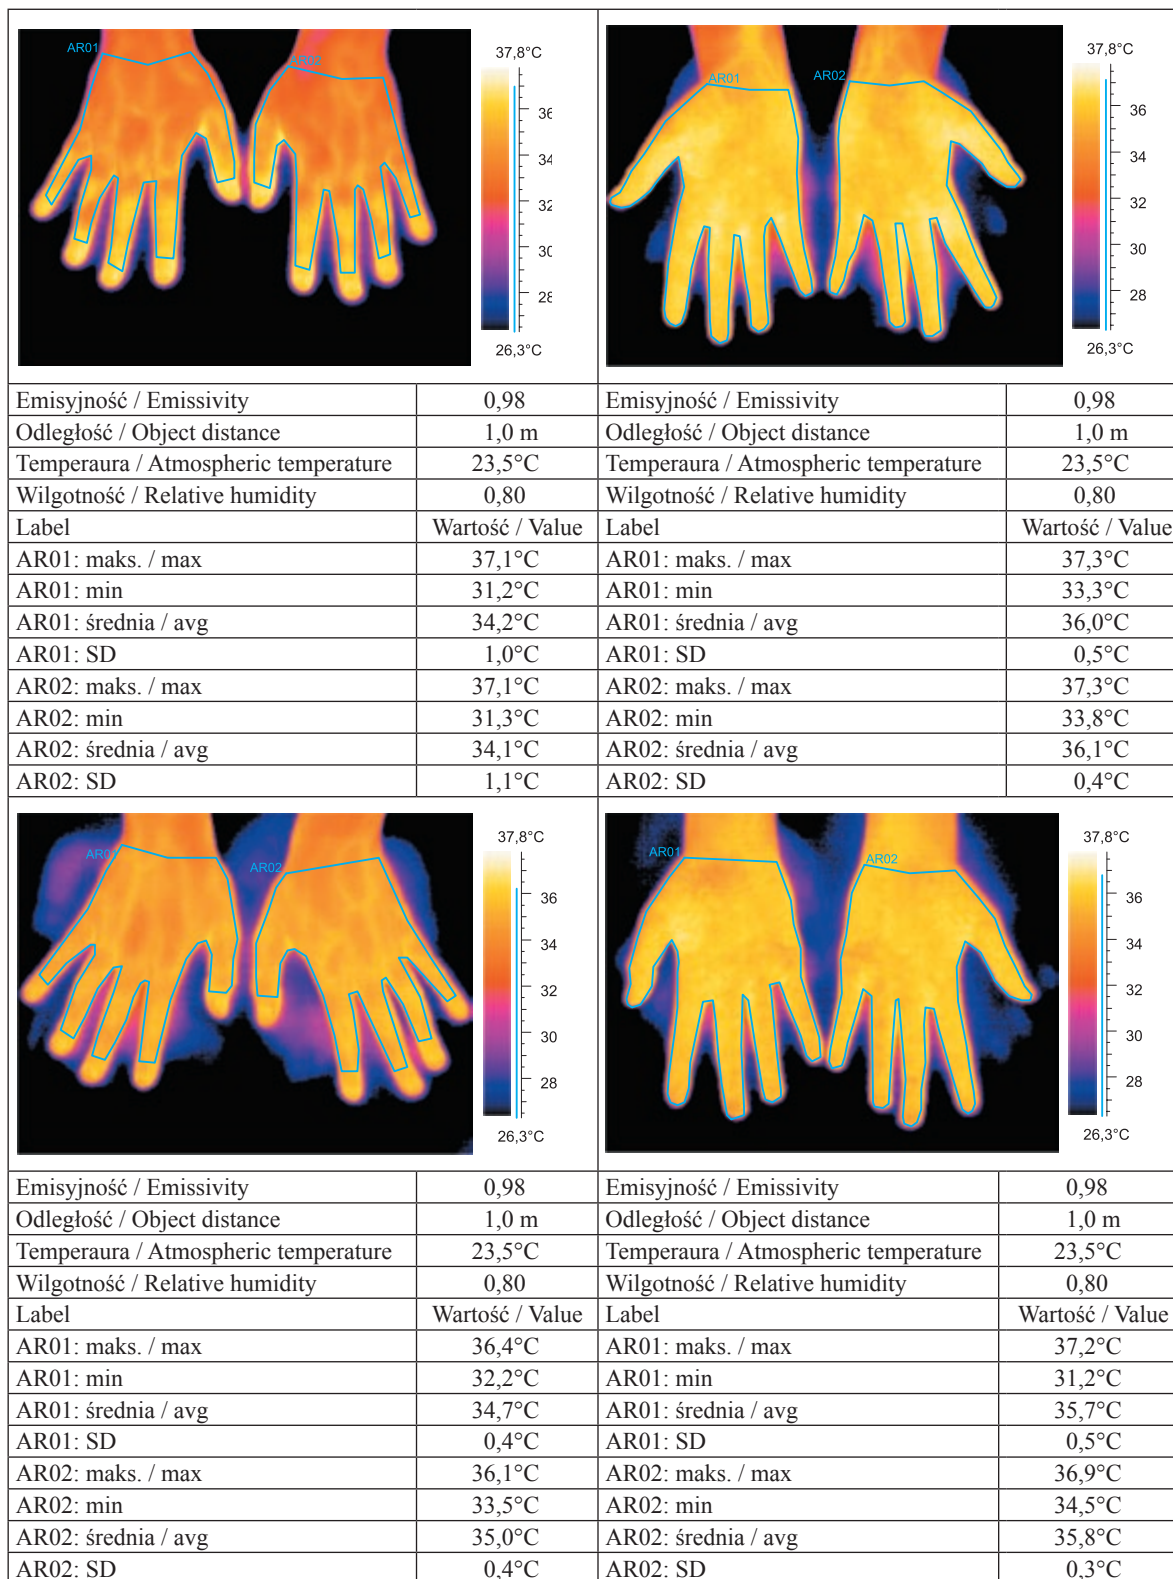 AR01
AR02
37,8°C
36
34
32
30
28
26,3°C
AR01
AR02
37,8°C
36
34
32
30
28
26,3°C
Emisyjność / Emissivity 0,98 Emisyjność / Emissivity 0,98
Odległość / Object distance 1,0 m Odległość / Object distance 1,0 m
Temperaura / Atmospheric temperature 23,5°C Temperaura / Atmospheric temperature 23,5°C
Wilgotność / Relative humidity 0,80 Wilgotność / Relative humidity 0,80
Label Wartość / Value Label Wartość / Value
AR01: maks. / max 37,1°C AR01: maks. / max 37,3°C
AR01: min 31,2°C AR01: min 33,3°C
AR01: średnia / avg 34,2°C AR01: średnia / avg 36,0°C
AR01: SD 1,0°C AR01: SD 0,5°C
AR02: maks. / max 37,1°C AR02: maks. / max 37,3°C
AR02: min 31,3°C AR02: min 33,8°C
AR02: średnia / avg 34,1°C AR02: średnia / avg 36,1°C
AR02: SD 1,1°C AR02: SD 0,4°C
AR01
AR02
37,8°C
36
34
32
30
28
26,3°C
AR01
AR02
37,8°C
36
34
32
30
28
26,3°C
Emisyjność / Emissivity 0,98 Emisyjność / Emissivity 0,98
Odległość / Object distance 1,0 m Odległość / Object distance 1,0 m
Temperaura / Atmospheric temperature 23,5°C Temperaura / Atmospheric temperature 23,5°C
Wilgotność / Relative humidity 0,80 Wilgotność / Relative humidity 0,80
Label Wartość / Value Label Wartość / Value
AR01: maks. / max 36,4°C AR01: maks. / max 37,2°C
AR01: min 32,2°C AR01: min 31,2°C
AR01: średnia / avg 34,7°C AR01: średnia / avg 35,7°C
AR01: SD 0,4°C AR01: SD 0,5°C
AR02: maks. / max 36,1°C AR02: maks. / max 36,9°C
AR02: min 33,5°C AR02: min 34,5°C
AR02: średnia / avg 35,0°C AR02: średnia / avg 35,8°C
AR02: SD 0,4°C AR02: SD 0,3°C